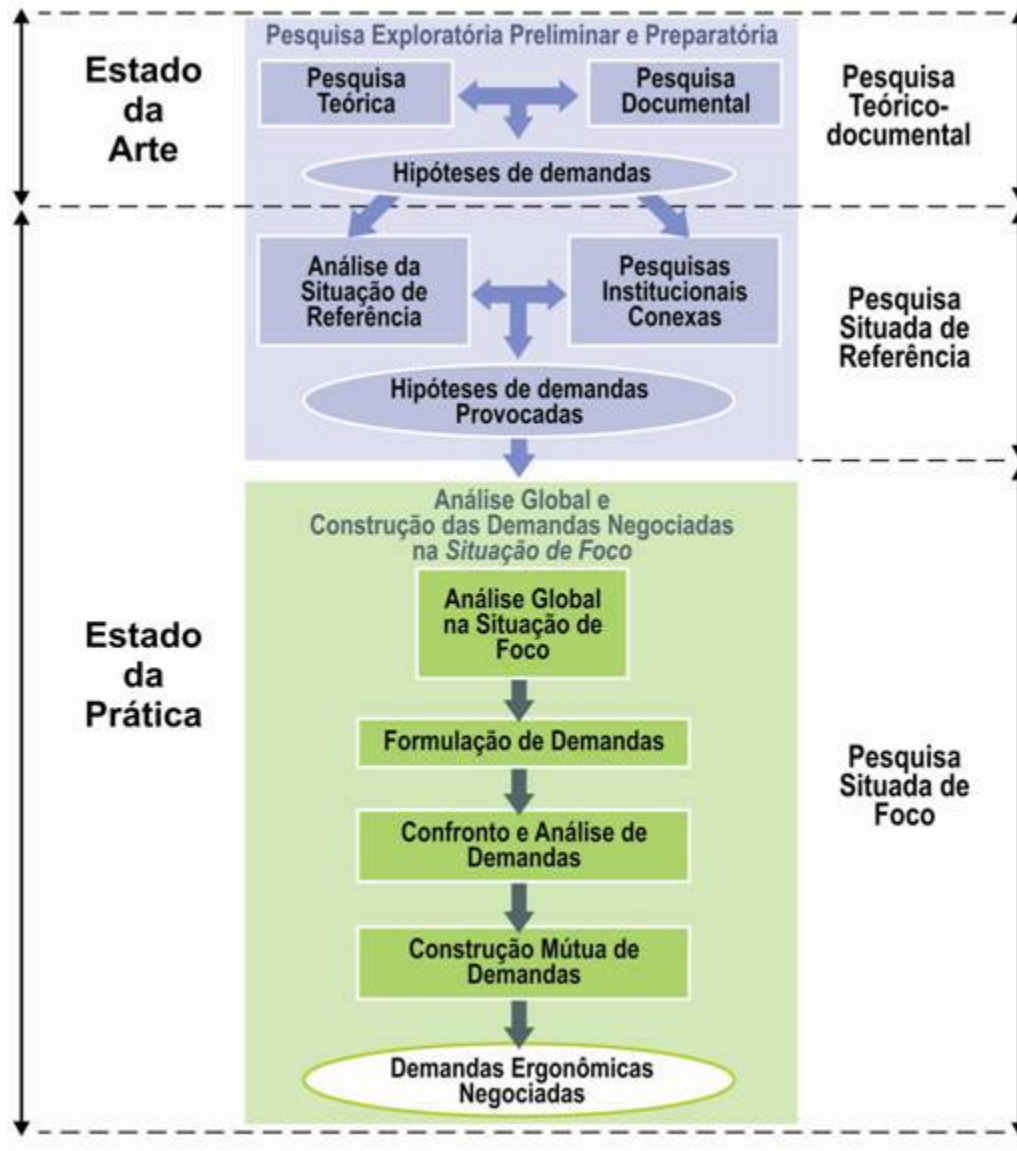 Pesquisa Exploratória Preliminar e Preparatória
Estado
da
Arte
Pesquisa
Teórica
Pesquisa
Documental
Pesquisa
Teórico-
documental
Hipóteses de demandas
Análise da
Situação de
Referência
Pesquisas
Institucionais
Conexas
Pesquisa
Situada de
Referência
Hipóteses de demandas
Provocadas
Análise Global e
Construção das Demandas Negociadas
na Situação de Foco
Estado
da
Prática
Análise Global
na Situação de
Foco
Formulação de Demandas
Confronto e Análise de
Demandas
Construção Mútua de
Demandas
Demandas Ergonômicas
Negociadas
Pesquisa
Situada de
Foco